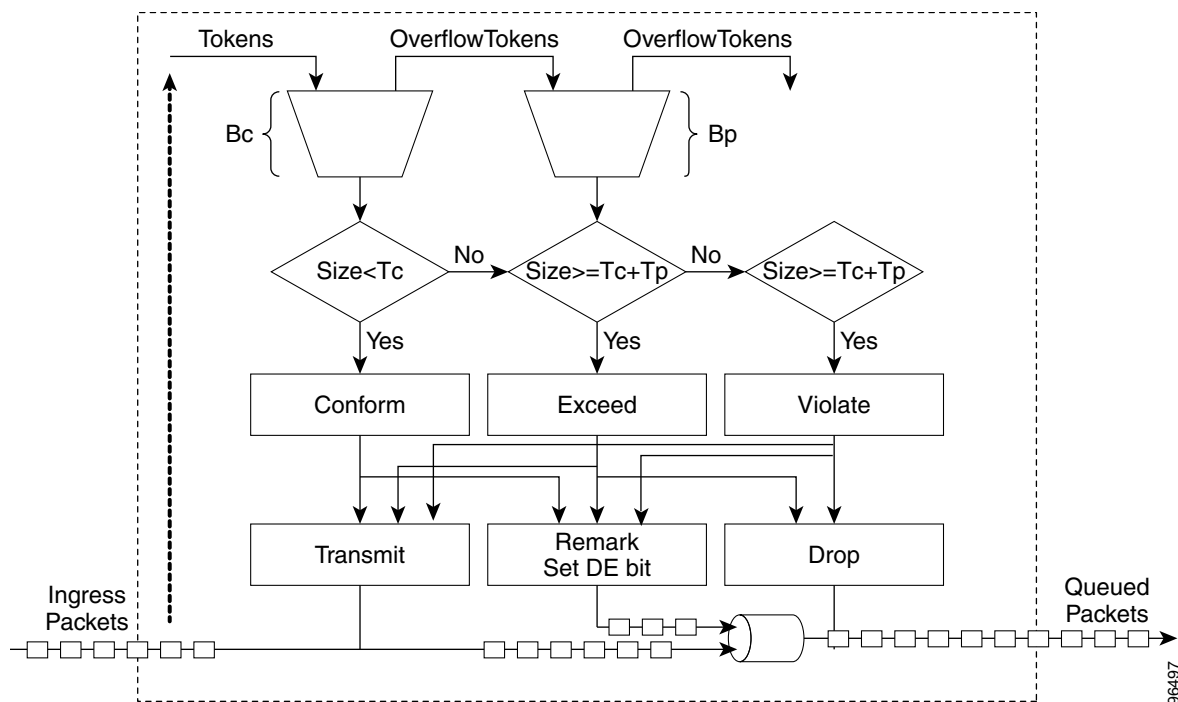 Tokens
OverflowTokens
OverflowTokens
Bc
Bp
Size<Tc
No
Size>=Tc+Tp
No
Size>=Tc+Tp
Yes
Yes
Yes
Conform
Exceed
Violate
Transmit
Remark
Set DE bit
Drop
Ingress
Packets
Queued
Packets
96497